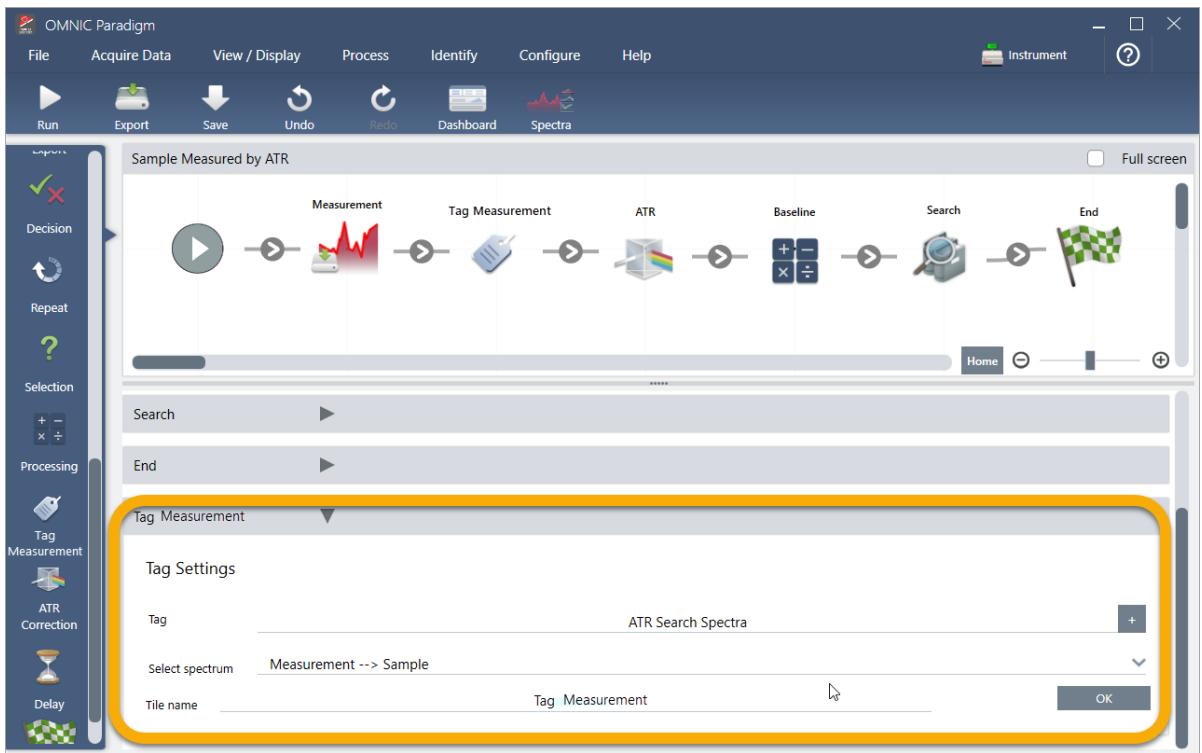 OMNIC Paradigm
File Acquire Data View / Display Process Identify Configure Help Instrument
Run Export Save Undo Redo Dashboard Spectra
Export
Decision
Repeat
Selection
Processing
Tag
Measurement
ATR
Correction
Delay
Sample Measured by ATR Full screen
Measurement Tag Measurement ATR Baseline Search End
Home
Search
End
Tag Measurement
Tag Settings
Tag ATR Search Spectra +
Select spectrum Measurement --> Sample
Tile name Tag Measurement OK